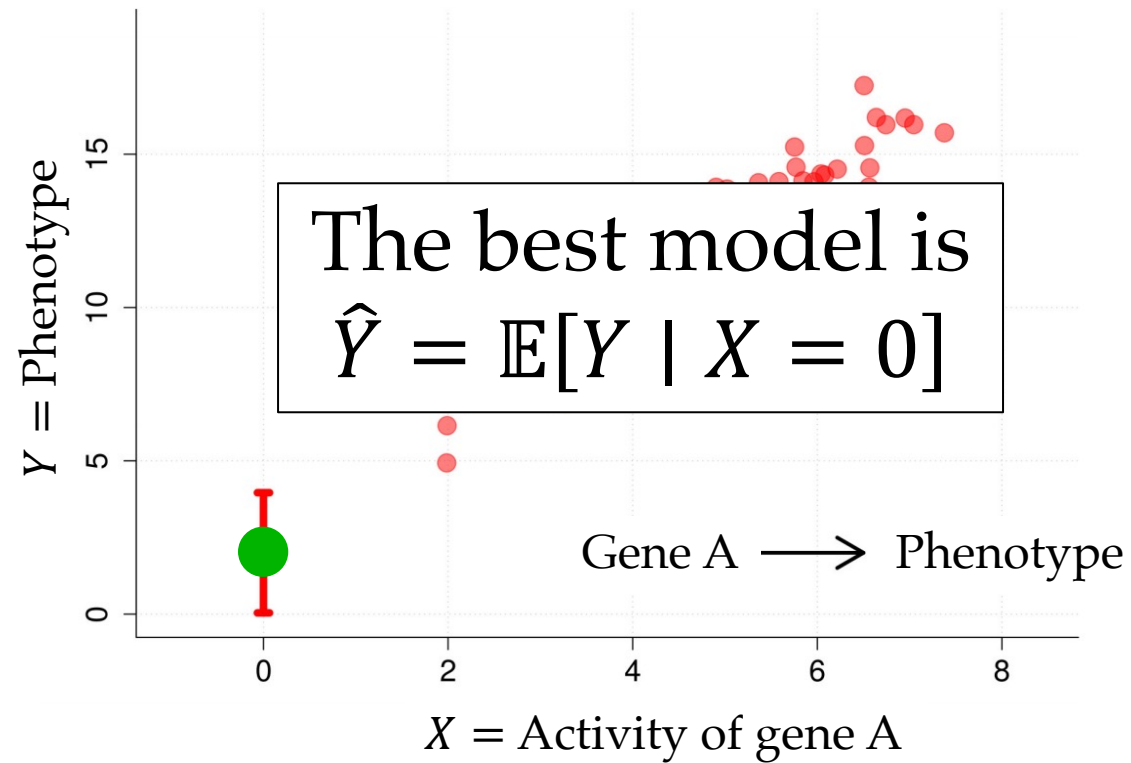 15
10
5
0
Y = Phenotype
The best model is
Ŷ = 𝔼[Y | X = 0]
Gene A → Phenotype
0 2 4 6 8
X = Activity of gene A